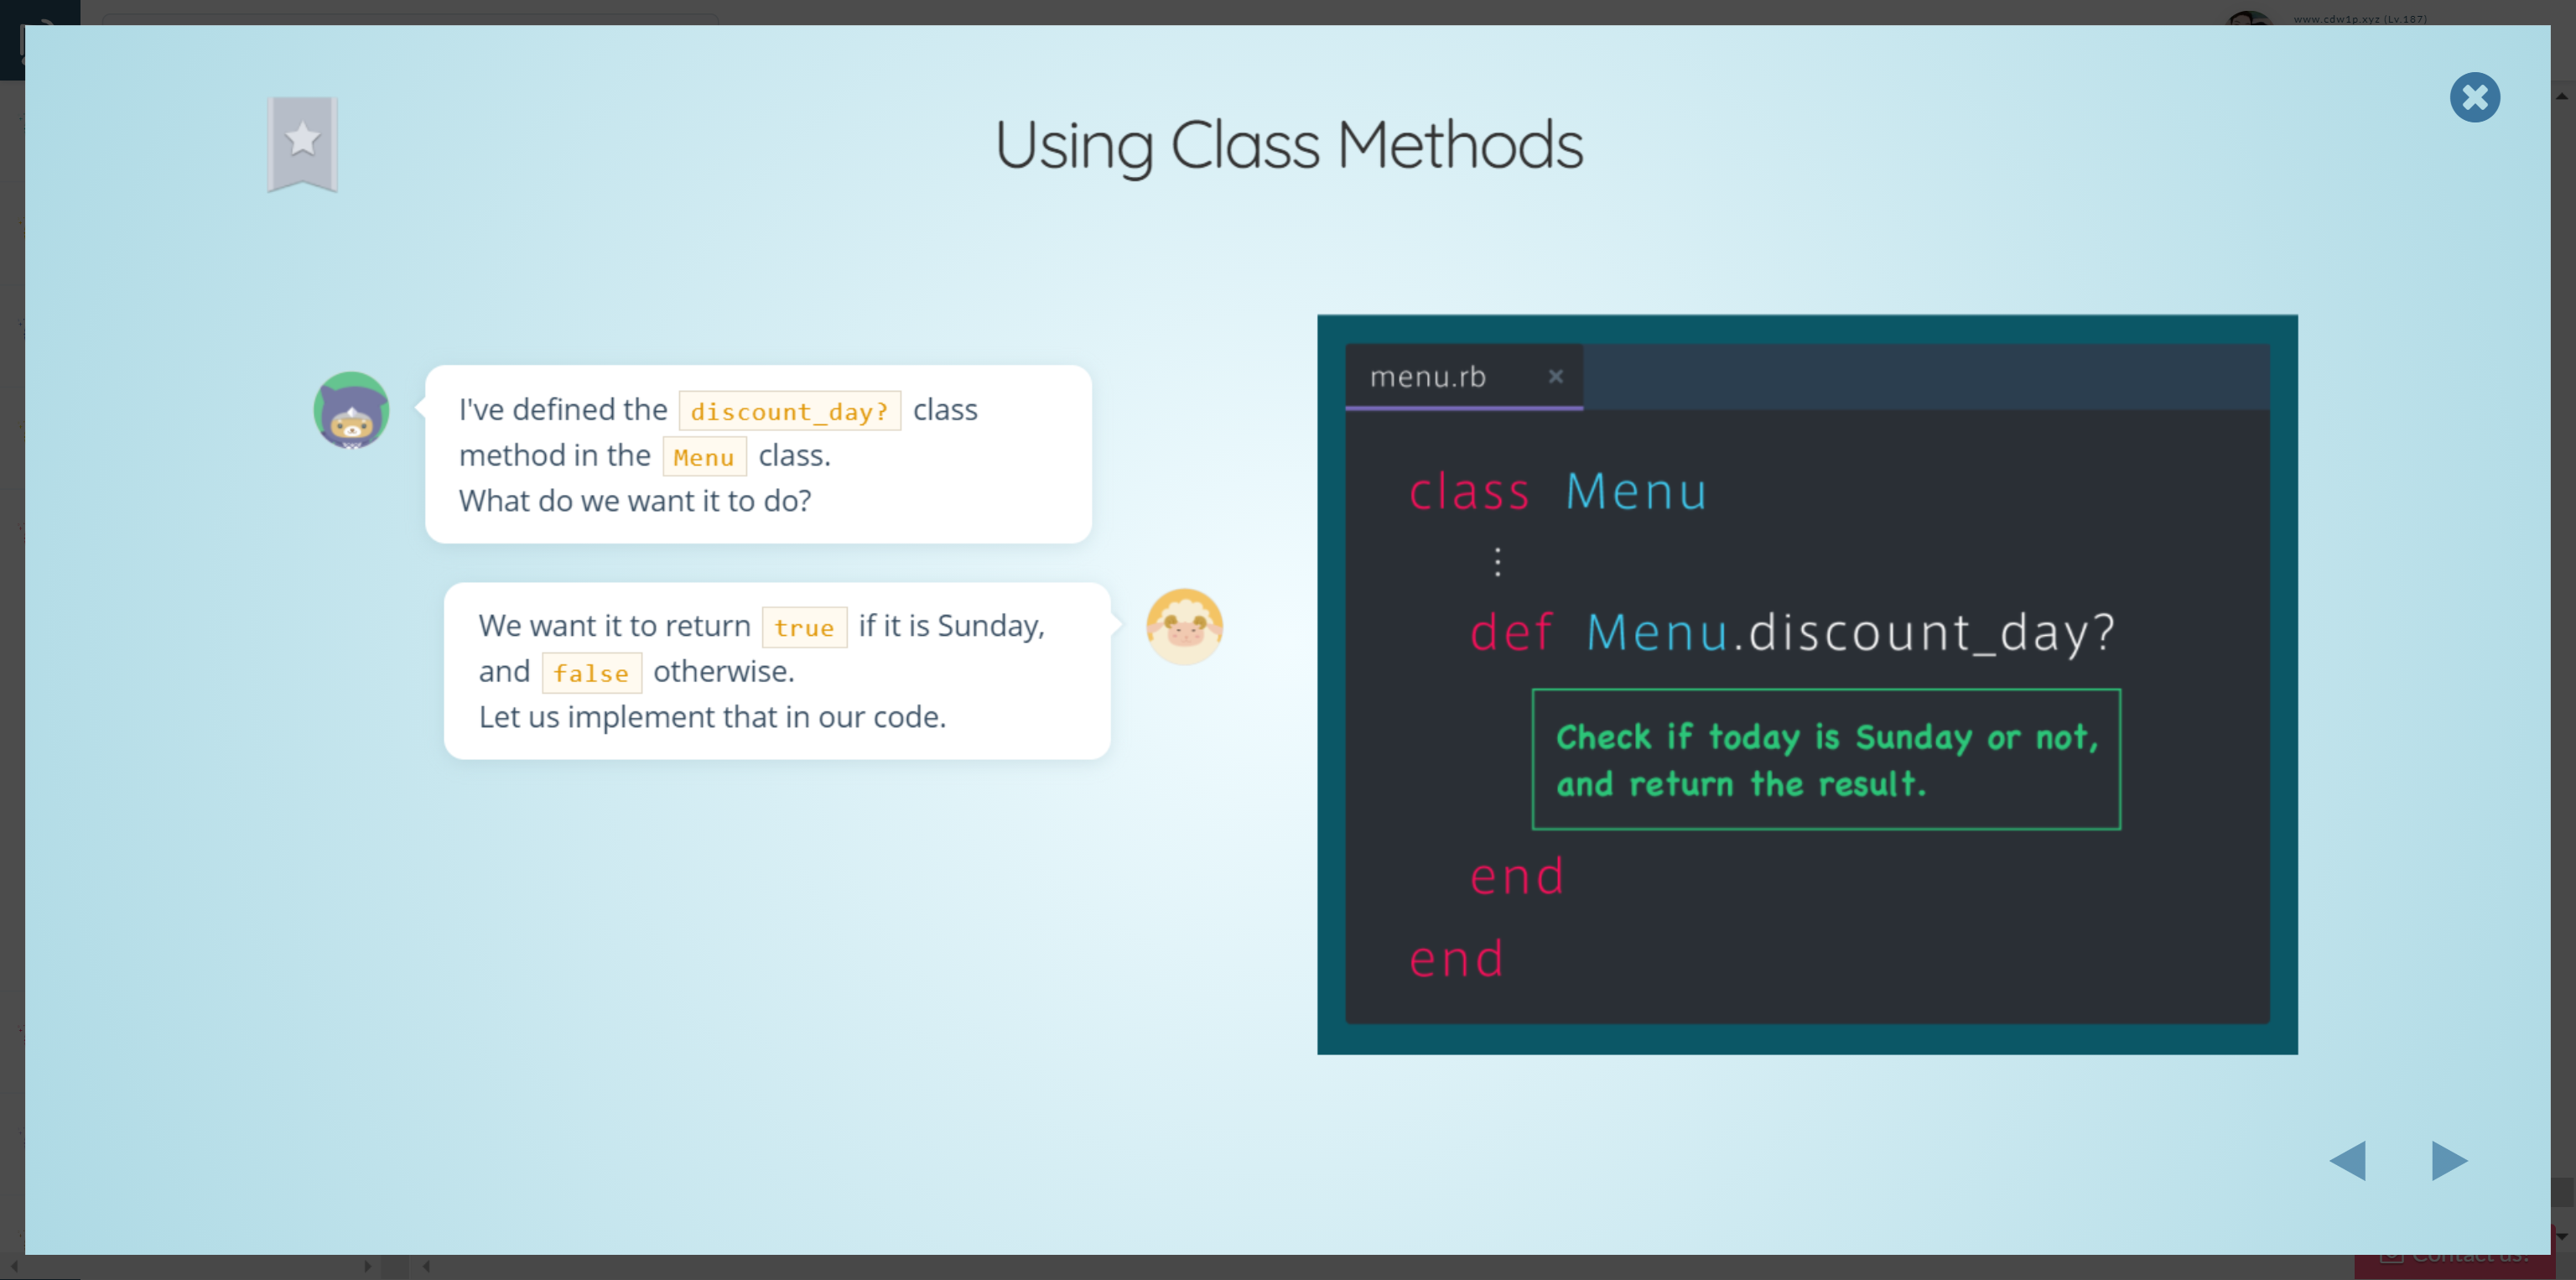 www.cdw1p.xyz (Lv.187)
Using Class Methods
I've defined the discount_day? class
method in the Menu class.
What do we want it to do?
We want it to return true if it is Sunday,
and false otherwise.
Let us implement that in our code.
menu.rb
class Menu
def Menu.discount_day?
Check if today is Sunday or not,
and return the result.
end
end
Contact us!